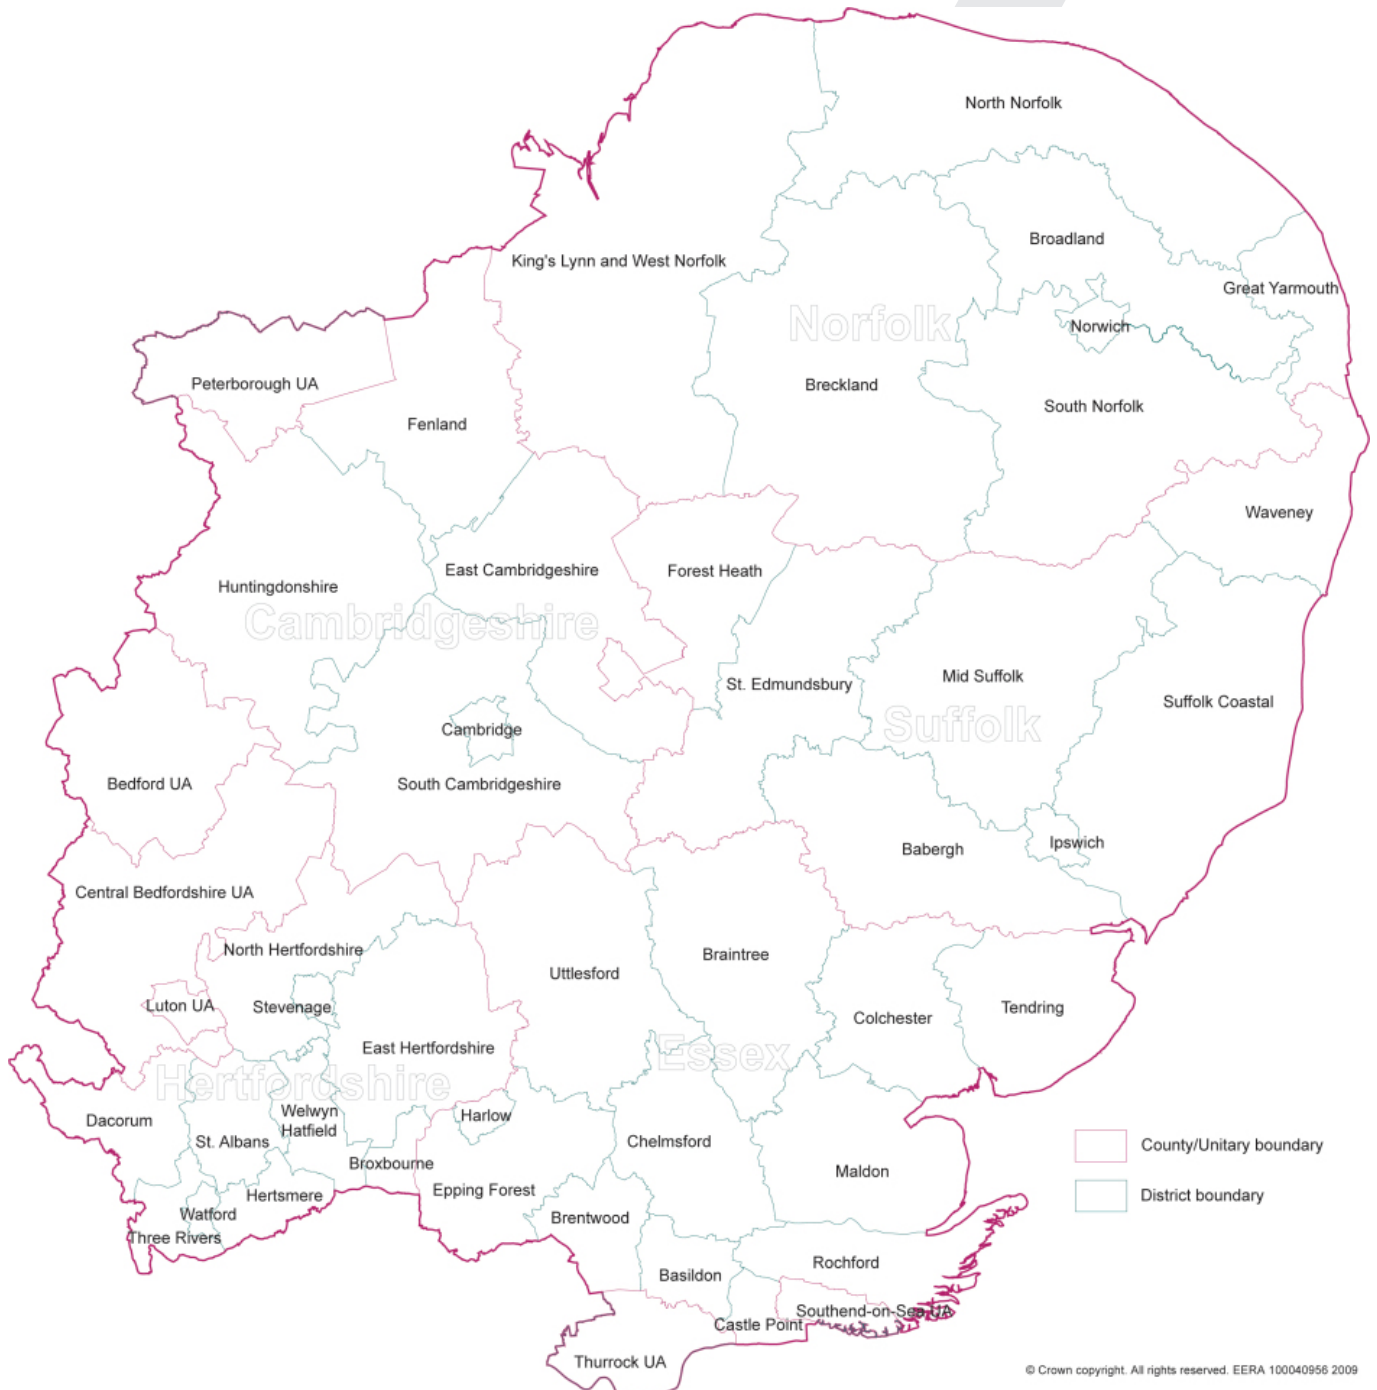 North Norfolk
Broadland
King's Lynn and West Norfolk
Great Yarmouth
Norfolk
Norwich
Peterborough UA
Breckland
South Norfolk
Fenland
Waveney
East Cambridgeshire
Forest Heath
Huntingdonshire
Cambridgeshire
Mid Suffolk
St. Edmundsbury
Suffolk Coastal
Suffolk
Cambridge
Bedford UA
South Cambridgeshire
Ipswich
Babergh
Central Bedfordshire UA
North Hertfordshire
Braintree
Uttlesford
Luton UA
Stevenage
Tendring
Colchester
East Hertfordshire
Essex
Hertfordshire
Dacorum
Welwyn
Hatfield
Harlow
St. Albans
Chelmsford
County/Unitary boundary
Broxbourne
Maldon
Epping Forest
Hertsmere
District boundary
Watford
Brentwood
Three Rivers
Rochford
Basildon
Southend-on-Sea UA
Castle Point
Thurrock UA
© Crown copyright. All rights reserved. EERA 100040956 2009